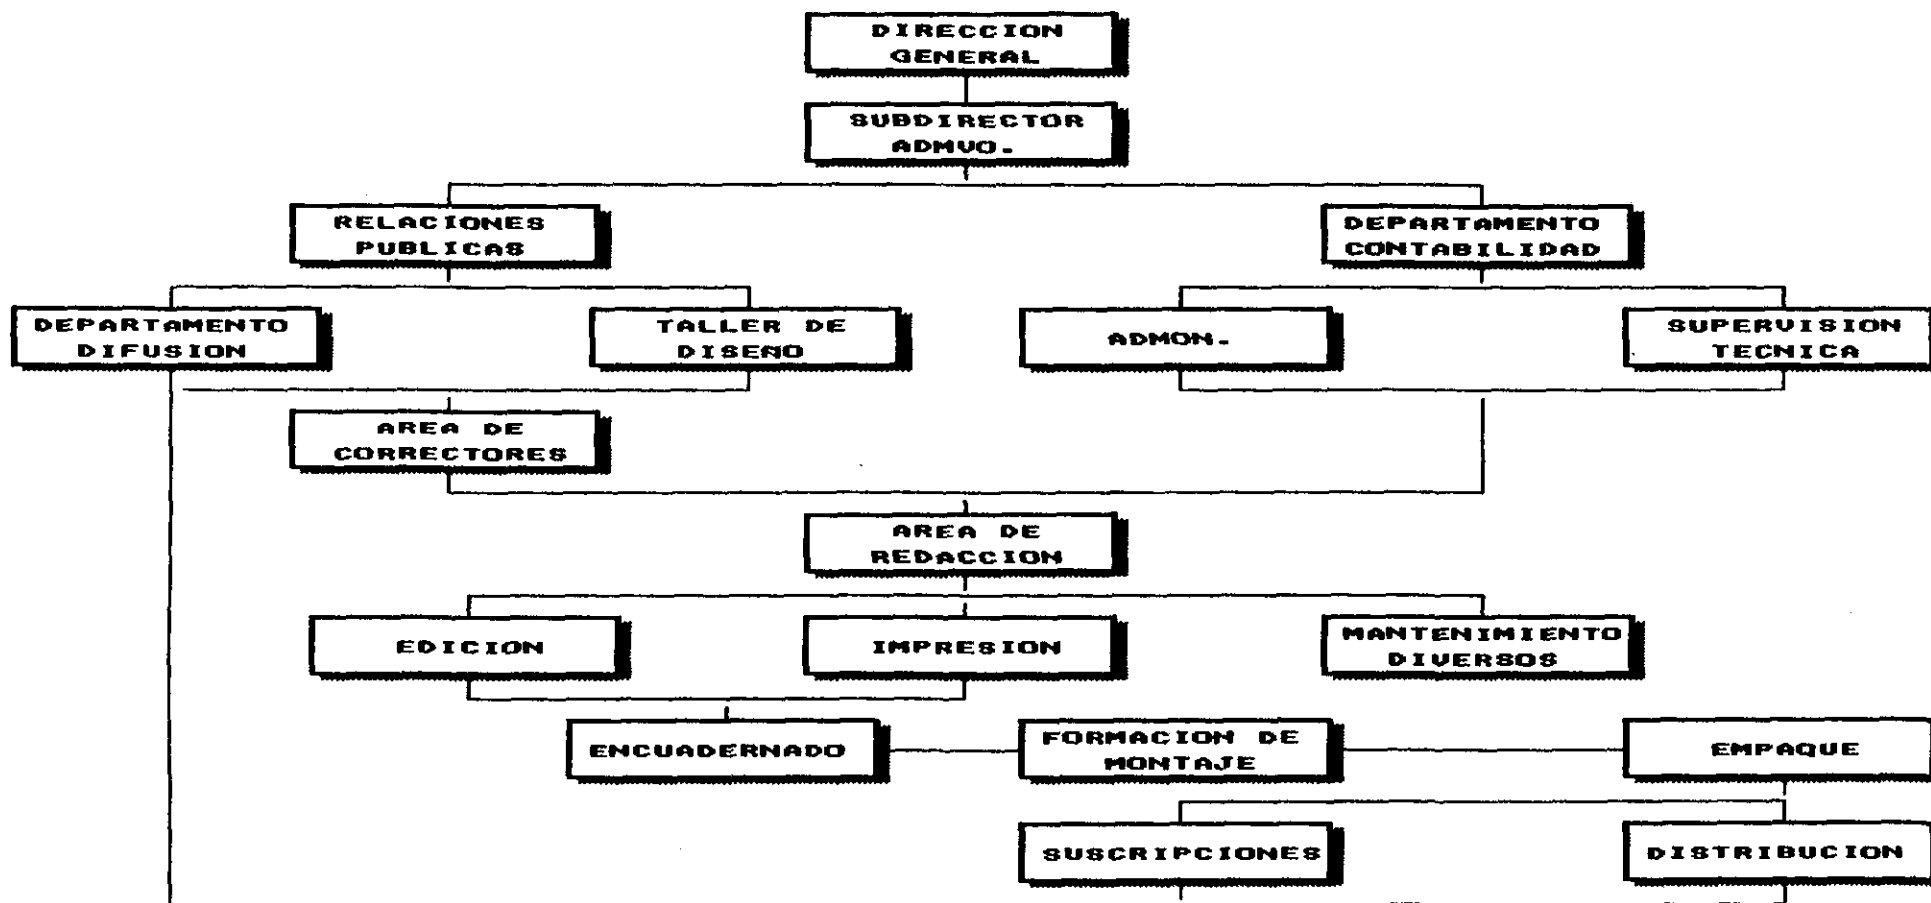 DIRECCION
GENERAL
SUBDIRECTOR
ADMVO.
RELACIONES
PUBLICAS
DEPARTAMENTO
CONTABILIDAD
DEPARTAMENTO
DIFUSION
TALLER DE
DISEÑO
ADMON.
SUPERVISION
TECNICA
AREA DE
CORRECTORES
AREA DE
REDACCION
EDICION
IMPRESION
MANTENIMIENTO
DIVERSOS
ENCUADERNADO
FORMACION DE
MONTAJE
EMPAQUE
SUSCRIPCIONES
DISTRIBUCION